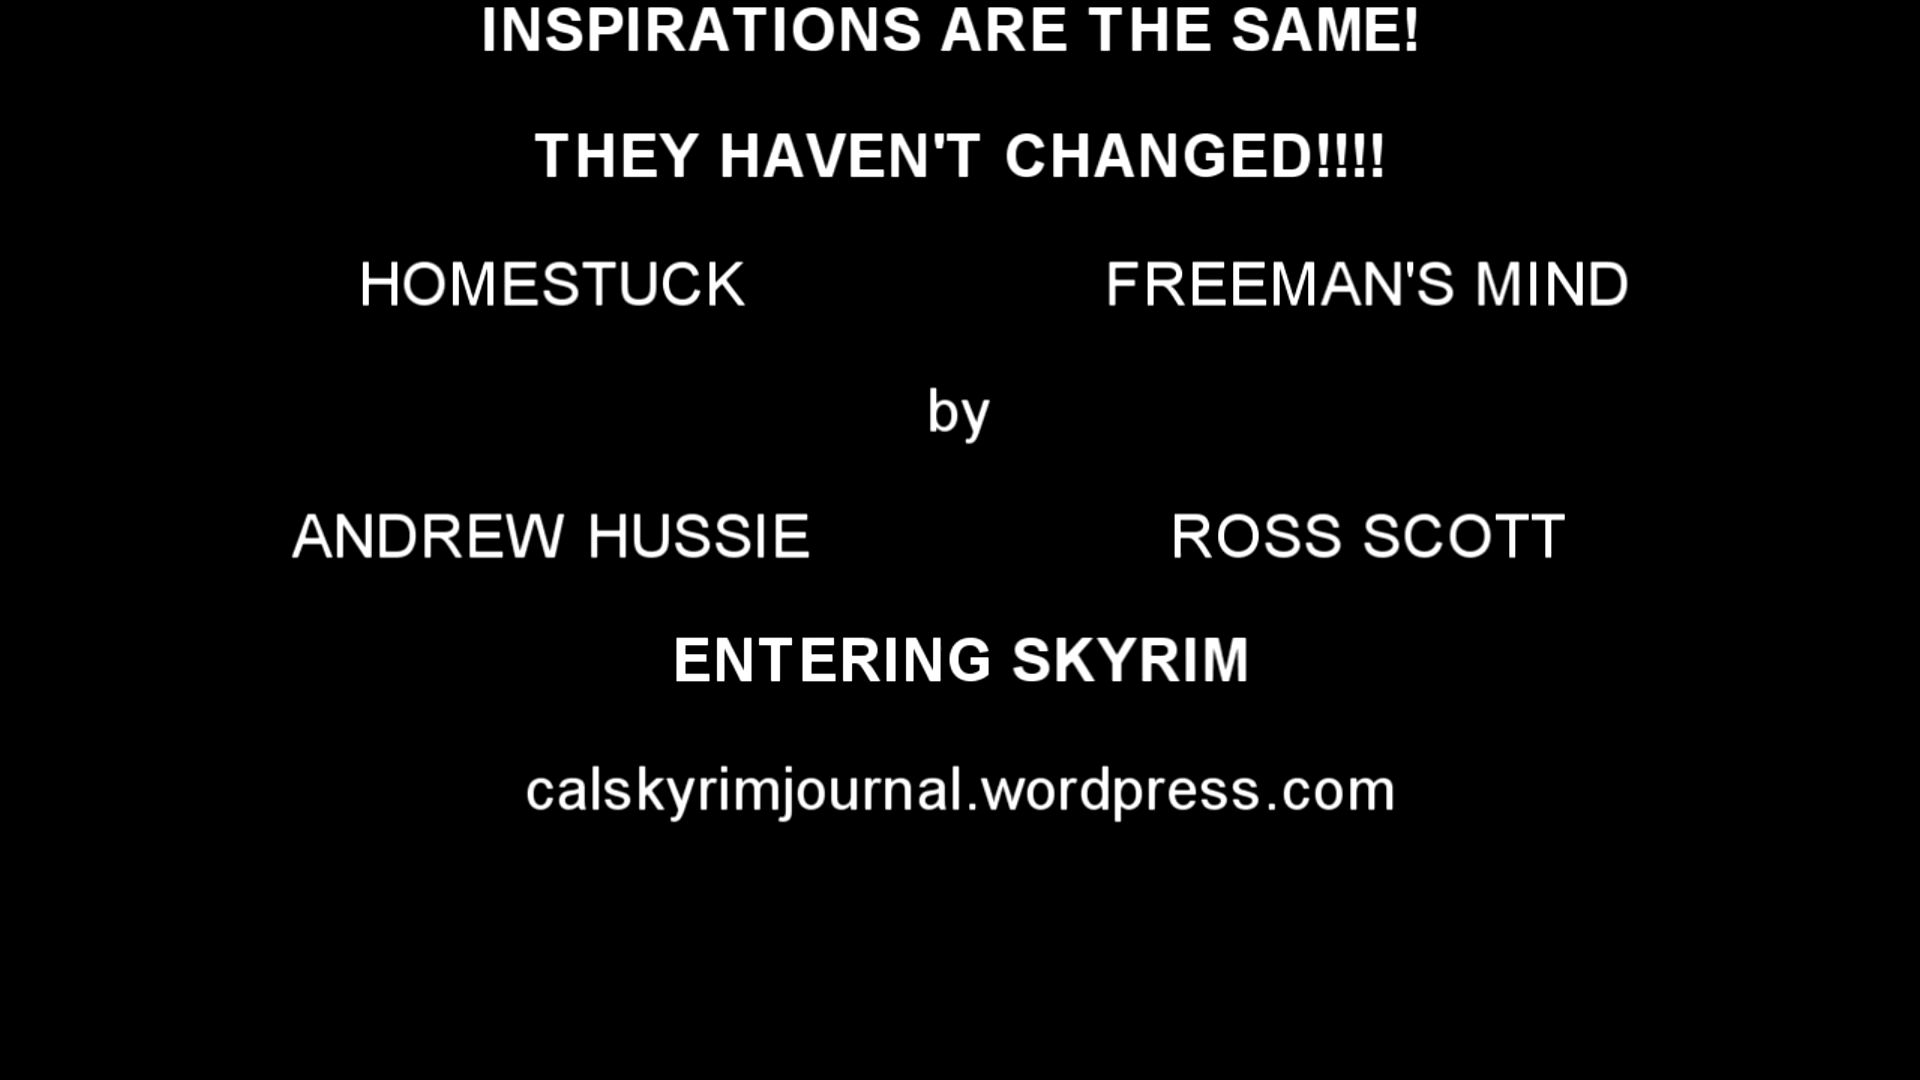 INSPIRATIONS ARE THE SAME!
THEY HAVEN'T CHANGED!!!!
HOMESTUCK FREEMAN'S MIND
by
ANDREW HUSSIE ROSS SCOTT
ENTERING SKYRIM
calskyrimjournal.wordpress.com